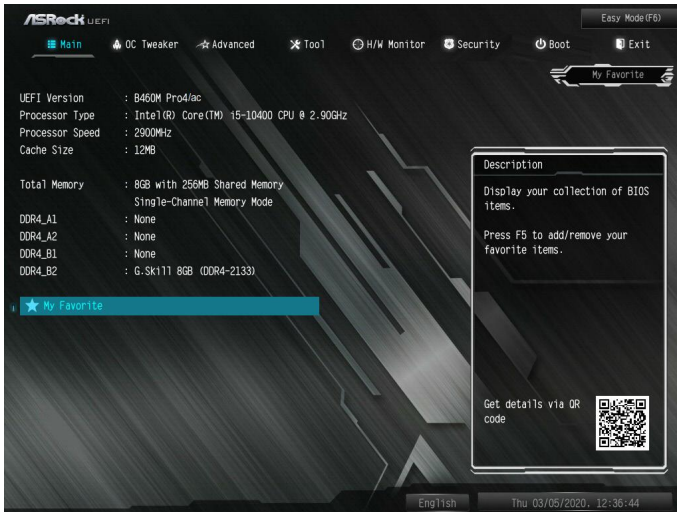 ASRock UEFI
Easy Mode(F6)
Main OC Tweaker Advanced Tool H/W Monitor Security Boot Exit
My Favorite
UEFI Version : B460M Pro4/ac
Processor Type : Intel(R) Core(TM) i5-10400 CPU @ 2.90GHz
Processor Speed : 2900MHz
Cache Size : 12MB
Total Memory : 8GB with 256MB Shared Memory
Single-Channel Memory Mode
DDR4_A1 : None
DDR4_A2 : None
DDR4_B1 : None
DDR4_B2 : G.Skill 8GB (DDR4-2133)
My Favorite
Description
Display your collection of BIOS
items.
Press F5 to add/remove your
favorite items.
Get details via QR
code
English
Thu 03/05/2020, 12:36:44